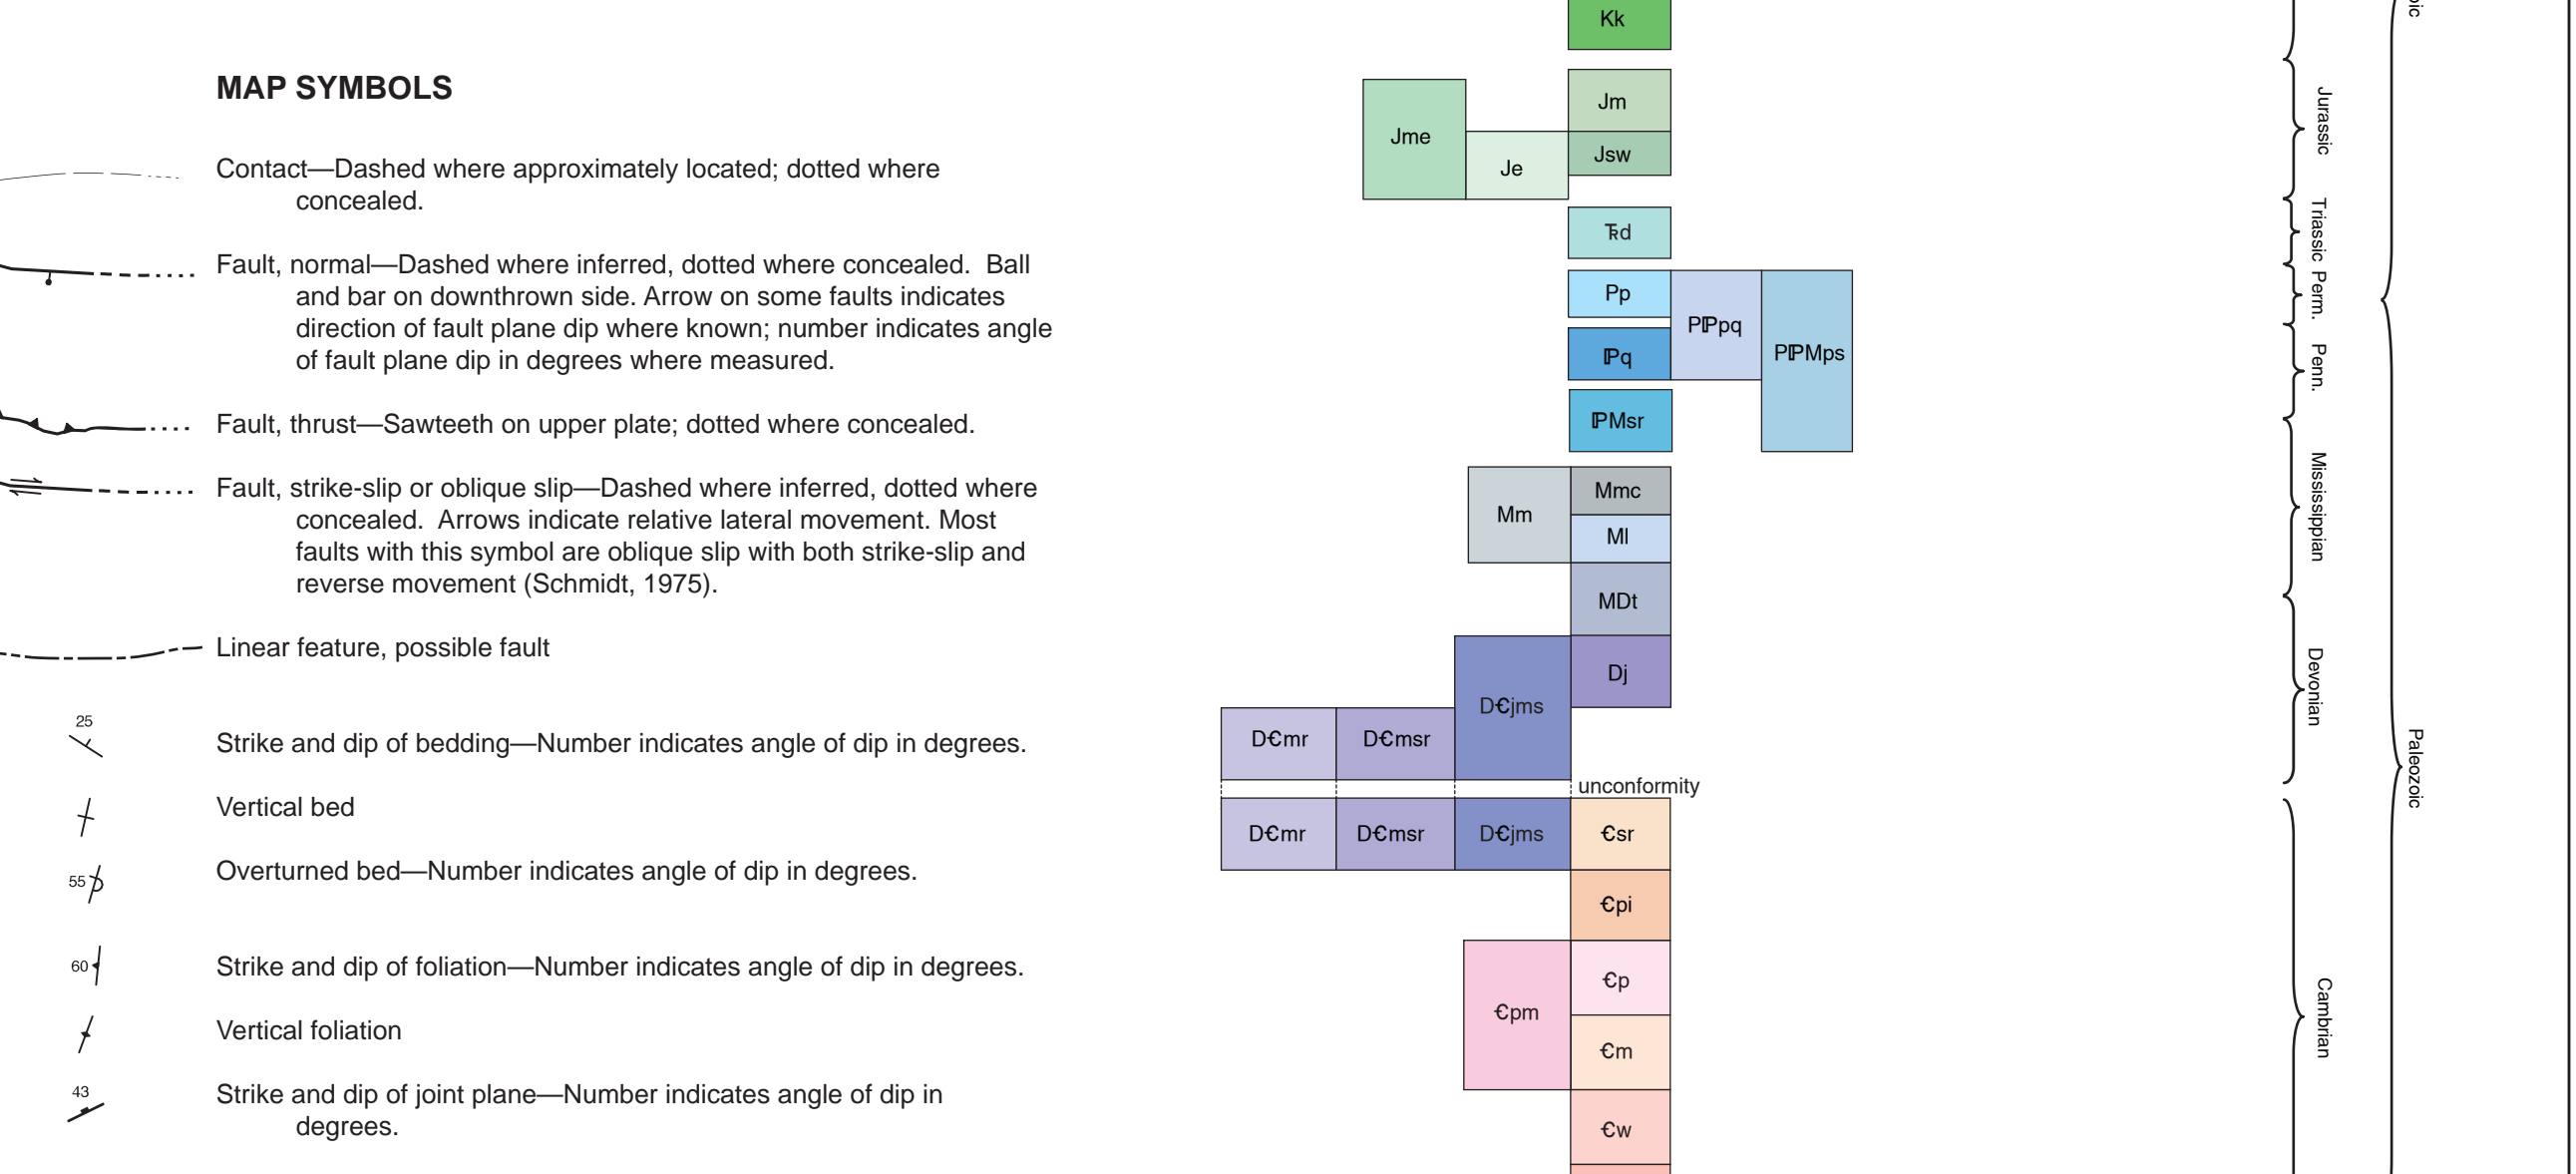 MAP SYMBOLS
Contact—Dashed where approximately located; dotted where
concealed.
Fault, normal—Dashed where inferred, dotted where concealed.  Ball
and bar on downthrown side. Arrow on some faults indicates
direction of fault plane dip where known; number indicates angle
of fault plane dip in degrees where measured.
Fault, thrust—Sawteeth on upper plate; dotted where concealed.
Fault, strike-slip or oblique slip—Dashed where inferred, dotted where
concealed.  Arrows indicate relative lateral movement. Most
faults with this symbol are oblique slip with both strike-slip and
reverse movement (Schmidt, 1975).
Linear feature, possible fault
25
Strike and dip of bedding—Number indicates angle of dip in degrees.
Vertical bed
55
Overturned bed—Number indicates angle of dip in degrees.
60
Strike and dip of foliation—Number indicates angle of dip in degrees.
Vertical foliation
43
Strike and dip of joint plane—Number indicates angle of dip in
degrees.
Kk
Jm
Jme
Jsw
Je
Ꞃd
Pp
PℙPpq
ℙPq
PℙPMps
ℙPMsr
Mmc
Mm
Ml
MDt
Dj
D€jms
D€mr
D€msr
unconformity
D€mr
D€msr
D€jms
€sr
€pi
€p
€pm
€m
€w
Jurassic
Triassic
Perm.
Penn.
Mississippian
Devonian
Cambrian
Paleozoic